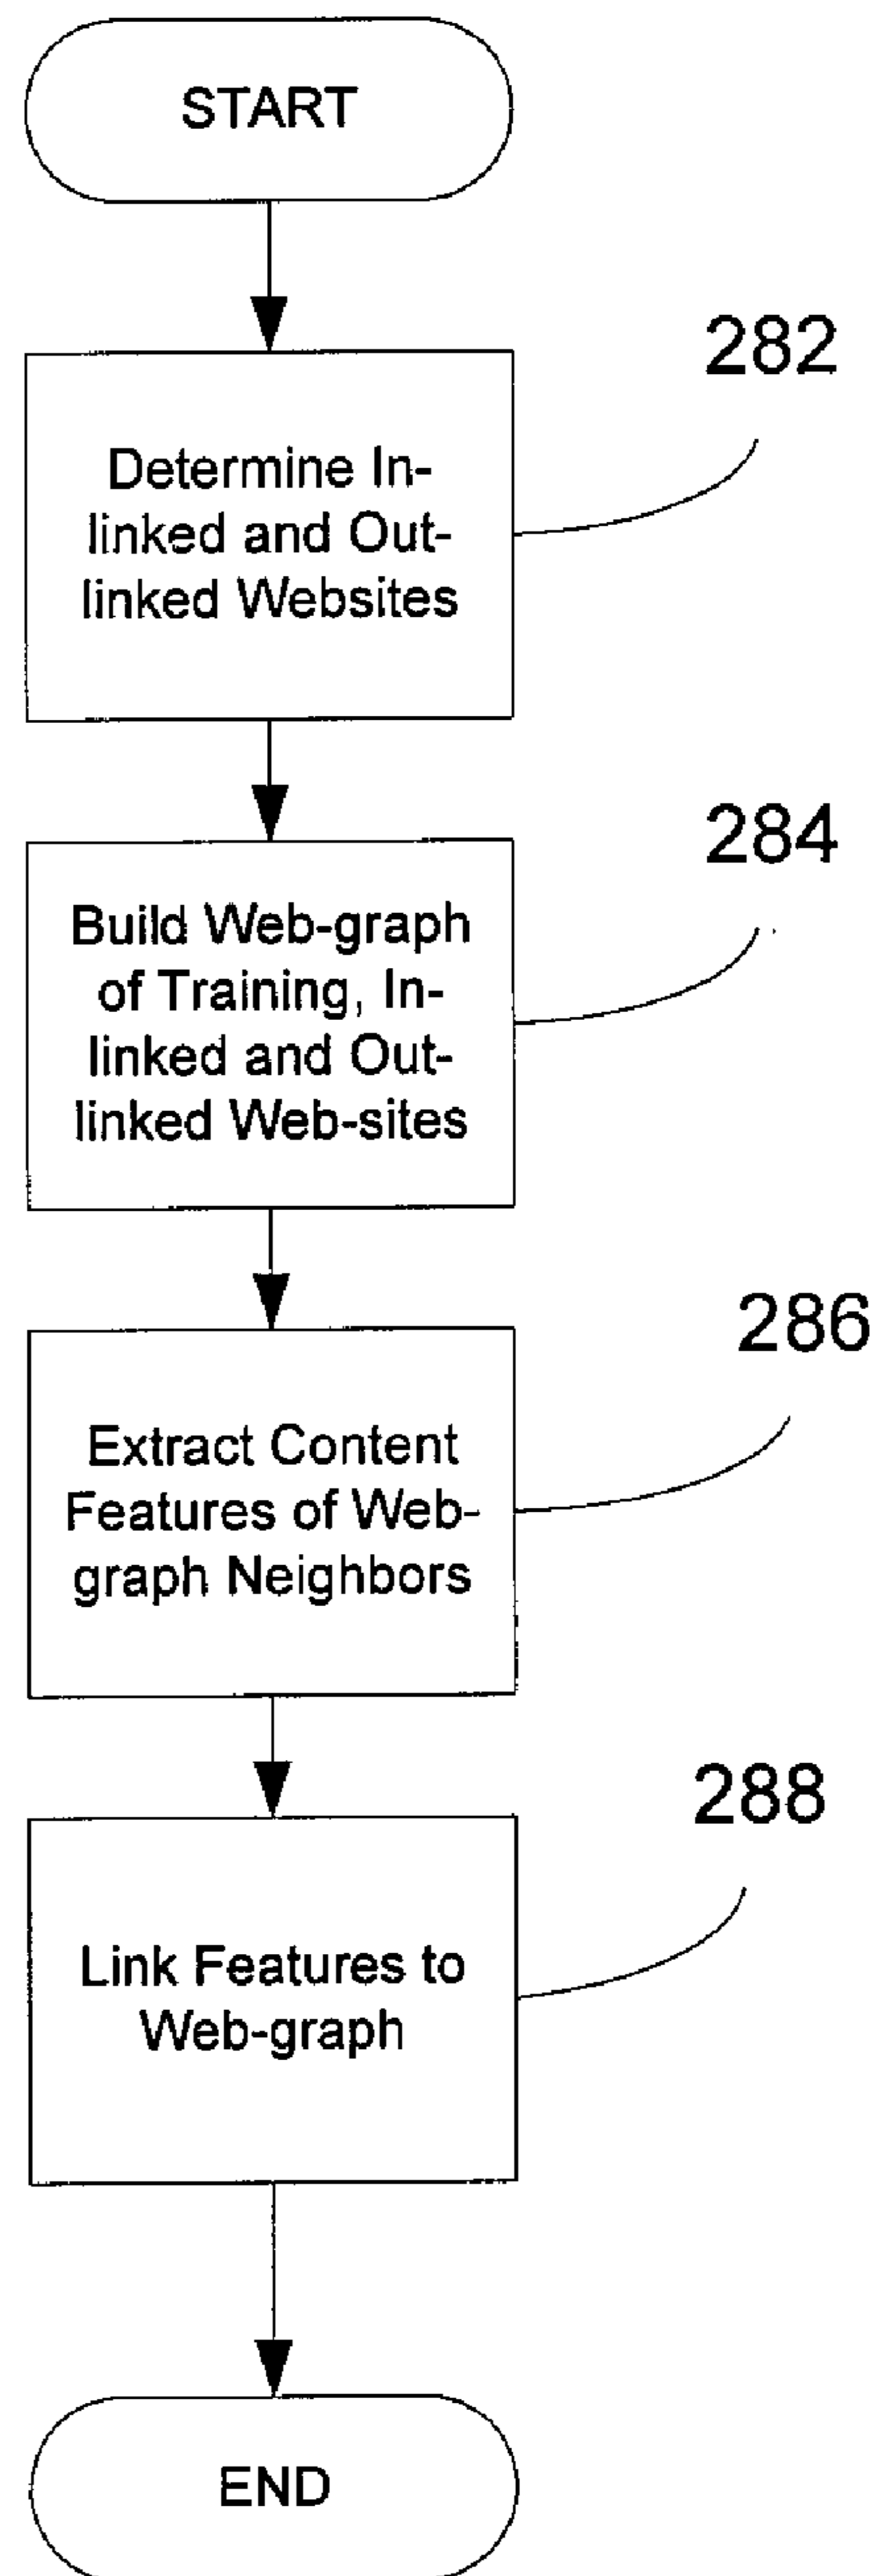 START
282
Determine In-
linked and Out-
linked Websites
284
Build Web-graph
of Training, In-
linked and Out-
linked Web-sites
286
Extract Content
Features of Web-
graph Neighbors
288
Link Features to
Web-graph
END